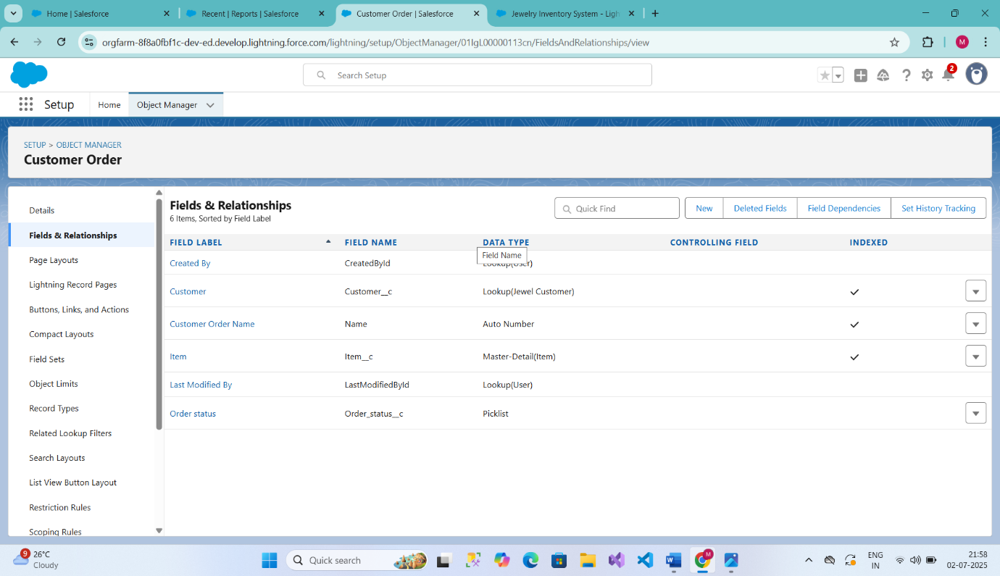 Home | Salesforce
Recent | Reports | Salesforce
Customer Order | Salesforce
Jewelry Inventory System - Ligh
orgfarm-8f8a0fbf1c-dev-ed.develop.lightning.force.com/lightning/setup/ObjectManager/01IgL00000113cn/FieldsAndRelationships/view
M
Search Setup
2
Setup
Home
Object Manager
SETUP > OBJECT MANAGER
Customer Order
Details
Fields & Relationships
Page Layouts
Lightning Record Pages
Buttons, Links, and Actions
Compact Layouts
Field Sets
Object Limits
Record Types
Related Lookup Filters
Search Layouts
List View Button Layout
Restriction Rules
Scoping Rules
Fields & Relationships
6 Items, Sorted by Field Label
Quick Find
New
Deleted Fields
Field Dependencies
Set History Tracking
FIELD LABEL FIELD NAME DATA TYPE CONTROLLING FIELD INDEXED
Field Name
Created By CreatedById Lookup(User)
Customer Customer__c Lookup(Jewel Customer)
Customer Order Name Name Auto Number
Item Item__c Master-Detail(Item)
Last Modified By LastModifiedById Lookup(User)
Order status Order_status__c Picklist
9
26°C
Cloudy
Quick search
M
ENG
IN
21:58
02-07-2025